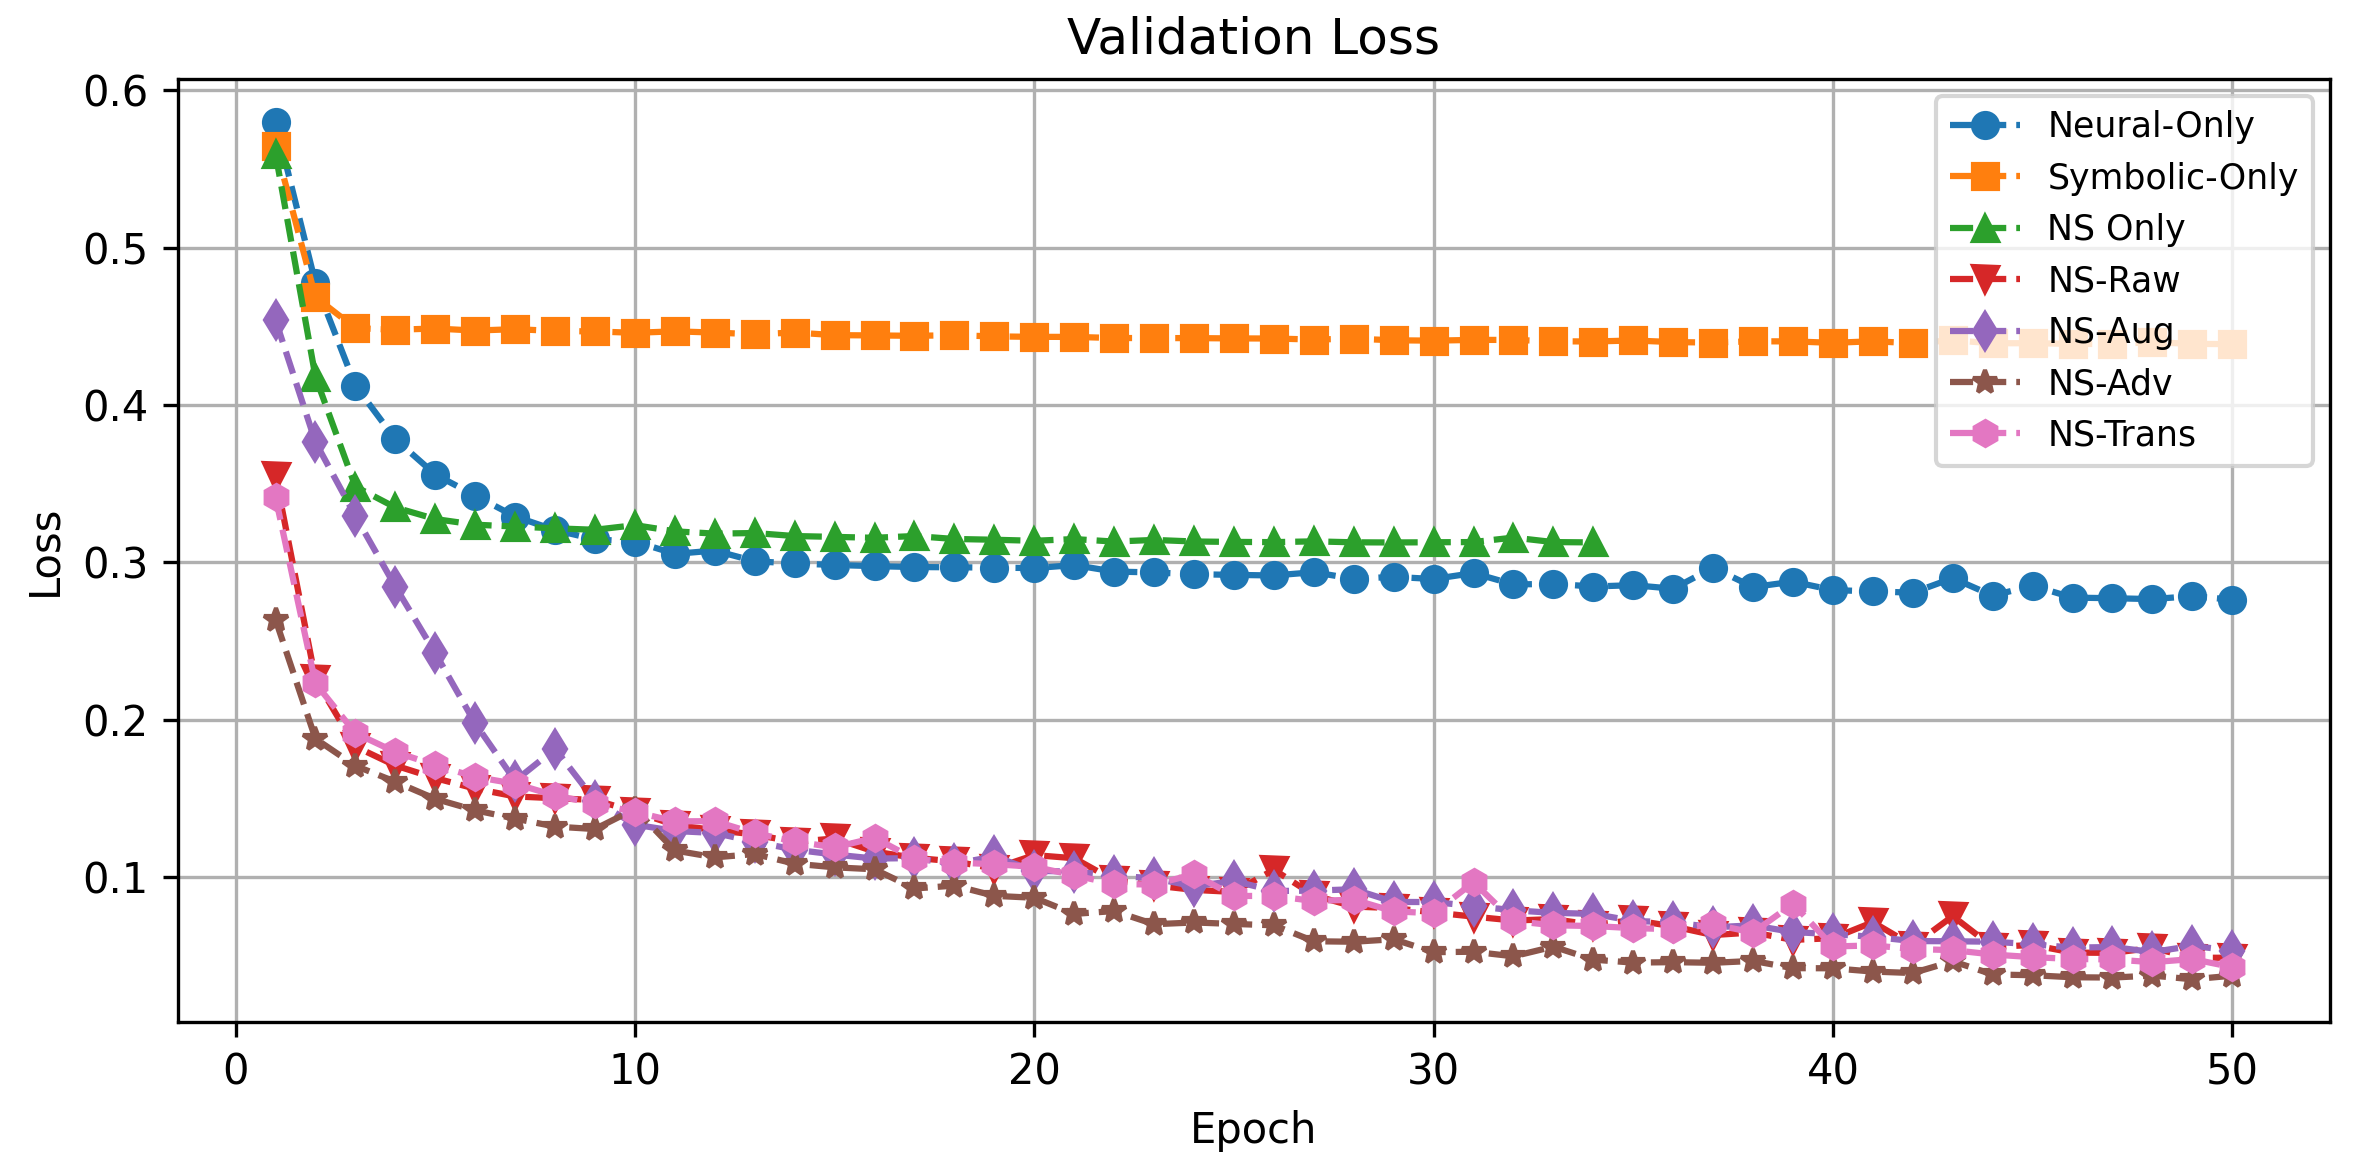 Validation Loss
0.6
0.5
0.4
0.3
0.2
0.1
Loss
0 10 20 30 40 50
Epoch
Neural-Only
Symbolic-Only
NS Only
NS-Raw
NS-Aug
NS-Adv
NS-Trans